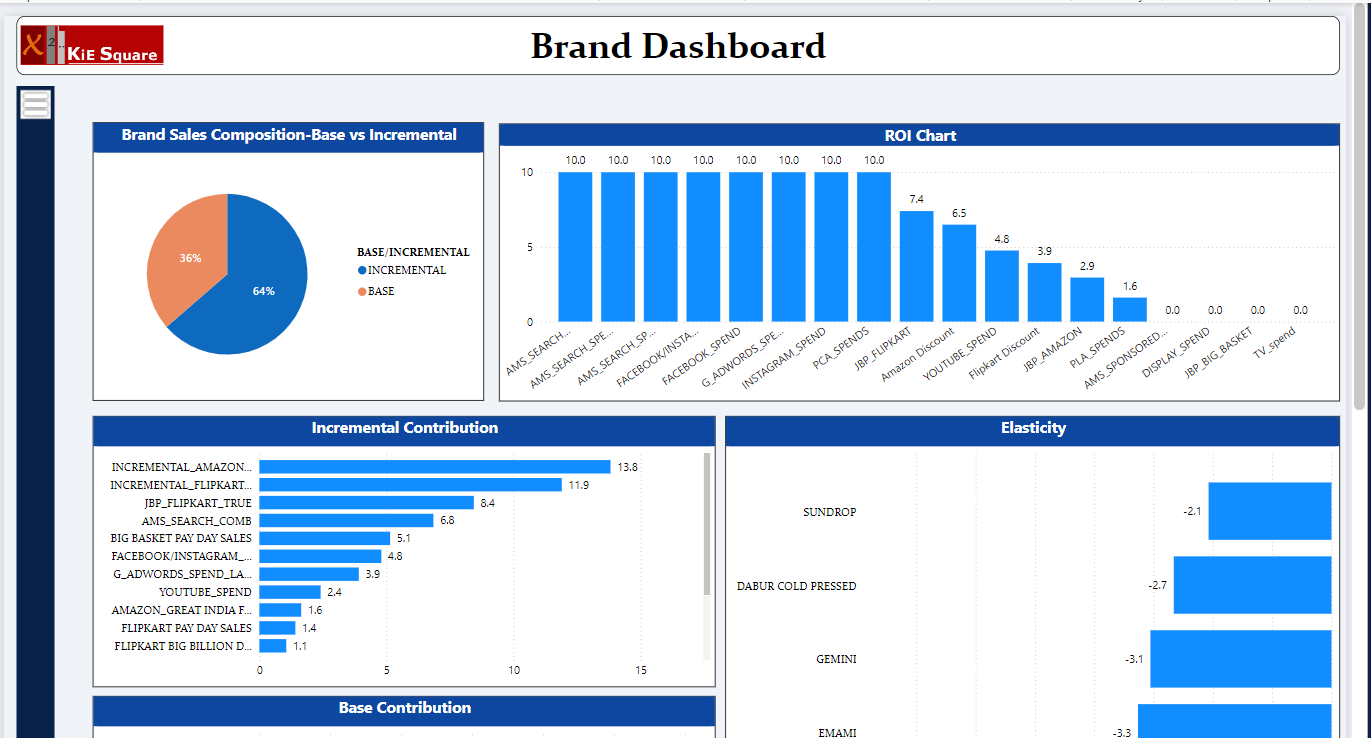 X 2.. KiE Square
Brand Dashboard
Brand Sales Composition-Base vs Incremental
36%
64%
BASE/INCREMENTAL
INCREMENTAL
BASE
ROI Chart
10
5
0
10.0 10.0 10.0 10.0 10.0 10.0 10.0 10.0 7.4 6.5 4.8 3.9 2.9 1.6 0.0 0.0 0.0 0.0
AMS_SEARCH...
AMS_SEARCH_SPE...
AMS_SEARCH_SP...
FACEBOOK/INSTA...
FACEBOOK_SPEND
G_ADWORDS_SPE...
INSTAGRAM_SPEND
PCA_SPENDS
JBP_FLIPKART
Amazon Discount
YOUTUBE_SPEND
Flipkart Discount
JBP_AMAZON
PLA_SPENDS
AMS_SPONSORED...
DISPLAY_SPEND
JBP_BIG_BASKET
TV_spend
Incremental Contribution
INCREMENTAL_AMAZON... 13.8
INCREMENTAL_FLIPKART... 11.9
JBP_FLIPKART_TRUE 8.4
AMS_SEARCH_COMB 6.8
BIG BASKET PAY DAY SALES 5.1
FACEBOOK/INSTAGRAM_... 4.8
G_ADWORDS_SPEND_LA... 3.9
YOUTUBE_SPEND 2.4
AMAZON_GREAT INDIA F... 1.6
FLIPKART PAY DAY SALES 1.4
FLIPKART BIG BILLION D... 1.1
0 5 10 15
Elasticity
SUNDROP -2.1
DABUR COLD PRESSED -2.7
GEMINI -3.1
EMAMI -3.3
Base Contribution